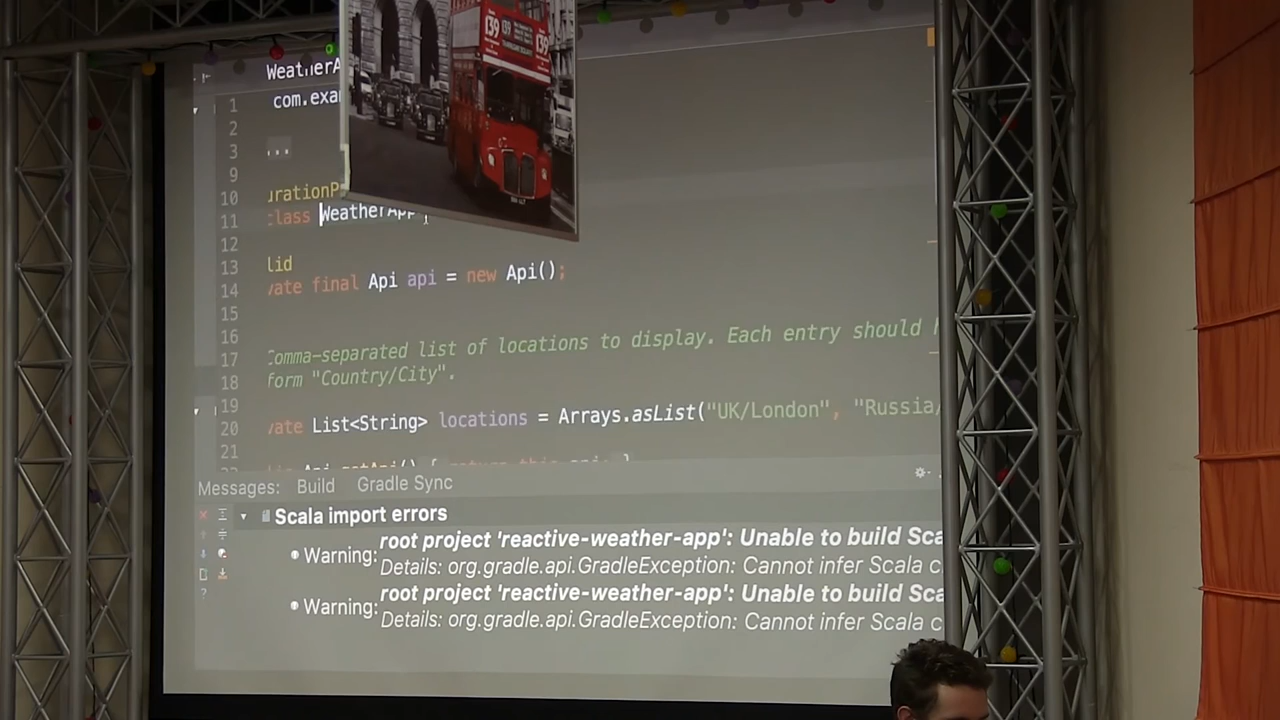 139 139 139
WeatherA
1 com.exa
2
3 ...
9
10 urationP
11 class WeatherApp {
12
13 lid
14 vate final Api api = new Api();
15
16
17 Comma-separated list of locations to display. Each entry should
18 form "Country/City".
19
20 vate List<String> locations = Arrays.asList("UK/London", "Russia/
21
Messages: Build Gradle Sync
Scala import errors
Warning: root project 'reactive-weather-app': Unable to build Sca
Details: org.gradle.api.GradleException: Cannot infer Scala c
Warning: root project 'reactive-weather-app': Unable to build Sca
Details: org.gradle.api.GradleException: Cannot infer Scala c